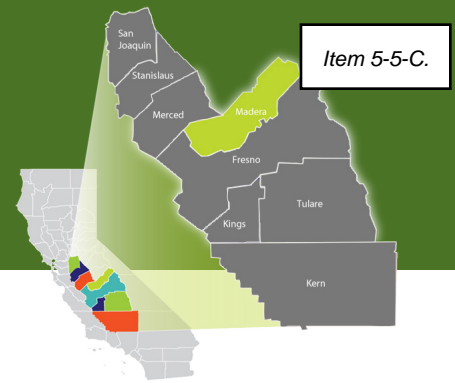 San
Joaquin
Item 5-5-C.
Stanislaus
Merced
Madera
Fresno
Kings
Tulare
Kern